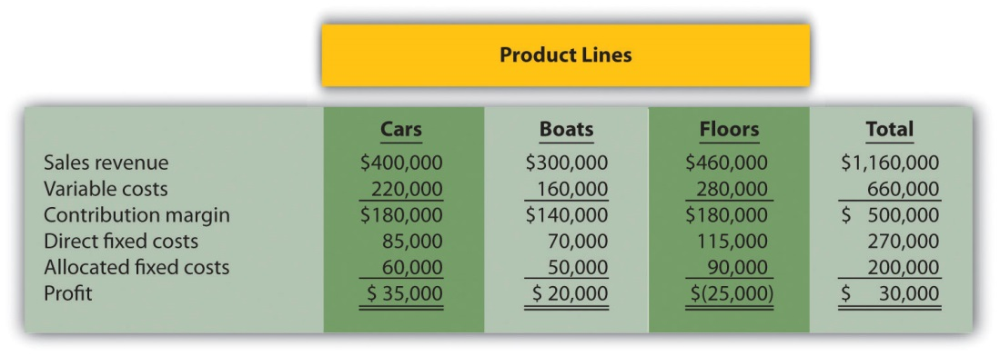 Product Lines
Cars Boats Floors Total
Sales revenue $400,000 $300,000 $460,000 $1,160,000
Variable costs 220,000 160,000 280,000 660,000
Contribution margin $180,000 $140,000 $180,000 $ 500,000
Direct fixed costs 85,000 70,000 115,000 270,000
Allocated fixed costs 60,000 50,000 90,000 200,000
Profit $ 35,000 $ 20,000 $(25,000) $ 30,000